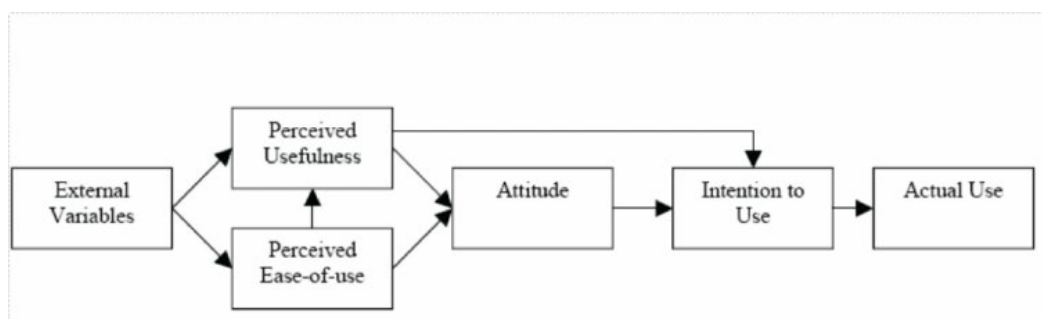 External
Variables
Perceived
Usefulness
Perceived
Ease-of-use
Attitude
Intention to
Use
Actual Use